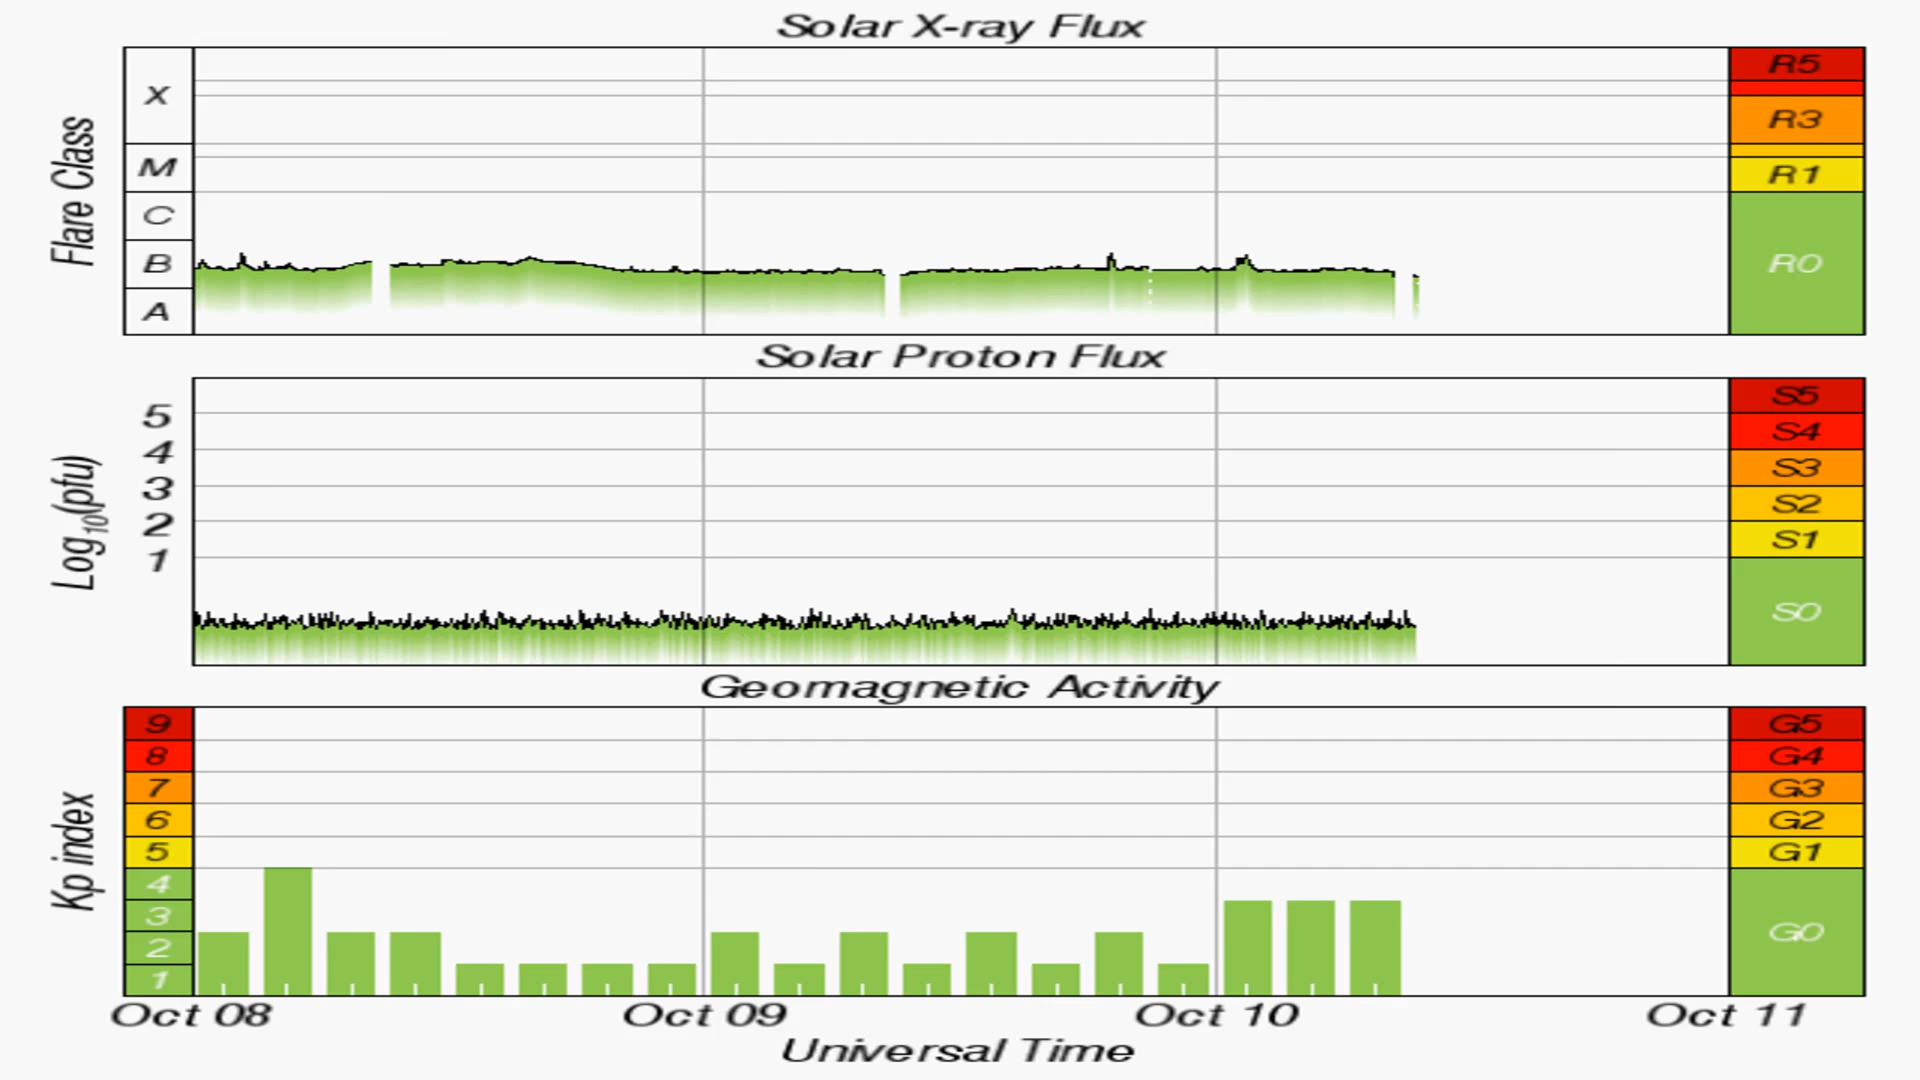 Solar X-ray Flux
Flare Class
X
M
C
B
A
R5
R3
R1
R0
Solar Proton Flux
Log10(pfu)
5
4
3
2
1
S5
S4
S3
S2
S1
S0
Geomagnetic Activity
Kp index
9
8
7
6
5
4
3
2
1
G5
G4
G3
G2
G1
G0
Oct 08 Oct 09 Oct 10 Oct 11
Universal Time